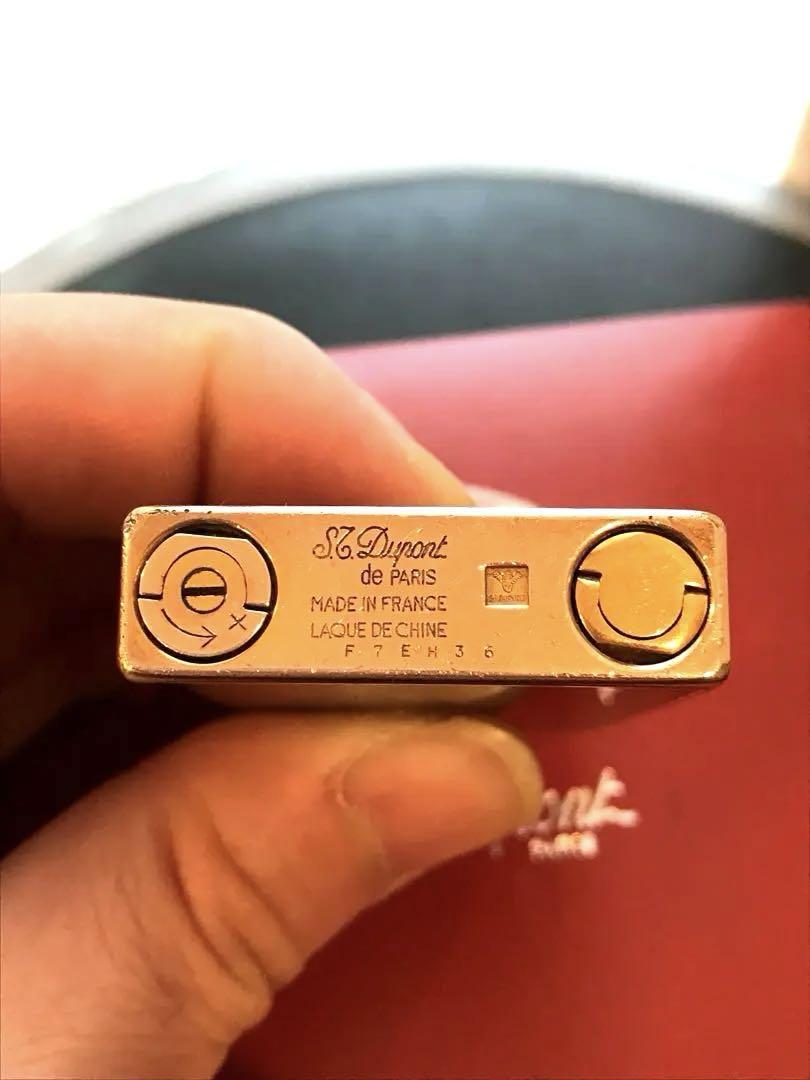 S.T. Dupont
de PARIS
MADE IN FRANCE
LAQUE DE CHINE
F 7 E H 3 6
x